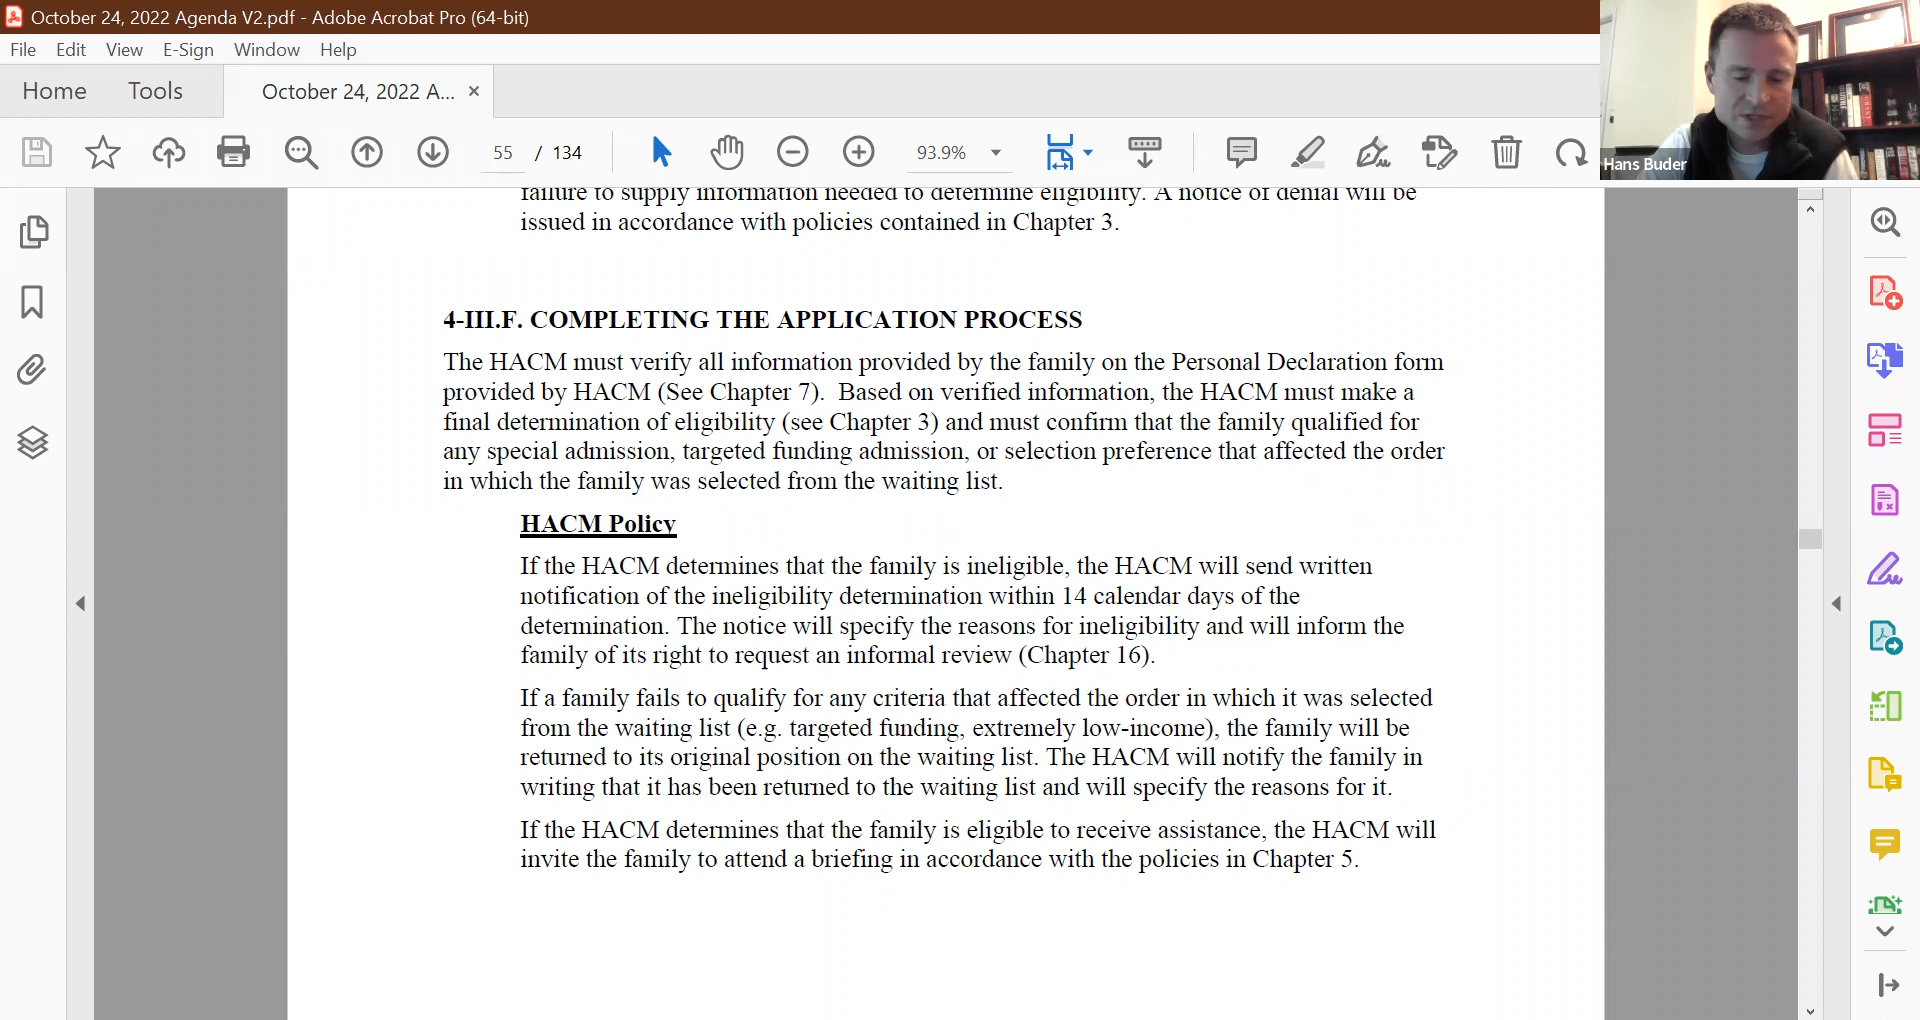 October 24, 2022 Agenda V2.pdf - Adobe Acrobat Pro (64-bit)
File Edit View E-Sign Window Help
Home Tools October 24, 2022 A... ×
55 / 134 93.9%
Hans Buder
failure to supply information needed to determine eligibility. A notice of denial will be
issued in accordance with policies contained in Chapter 3.
4-III.F. COMPLETING THE APPLICATION PROCESS
The HACM must verify all information provided by the family on the Personal Declaration form
provided by HACM (See Chapter 7).  Based on verified information, the HACM must make a
final determination of eligibility (see Chapter 3) and must confirm that the family qualified for
any special admission, targeted funding admission, or selection preference that affected the order
in which the family was selected from the waiting list.
HACM Policy
If the HACM determines that the family is ineligible, the HACM will send written
notification of the ineligibility determination within 14 calendar days of the
determination. The notice will specify the reasons for ineligibility and will inform the
family of its right to request an informal review (Chapter 16).
If a family fails to qualify for any criteria that affected the order in which it was selected
from the waiting list (e.g. targeted funding, extremely low-income), the family will be
returned to its original position on the waiting list. The HACM will notify the family in
writing that it has been returned to the waiting list and will specify the reasons for it.
If the HACM determines that the family is eligible to receive assistance, the HACM will
invite the family to attend a briefing in accordance with the policies in Chapter 5.